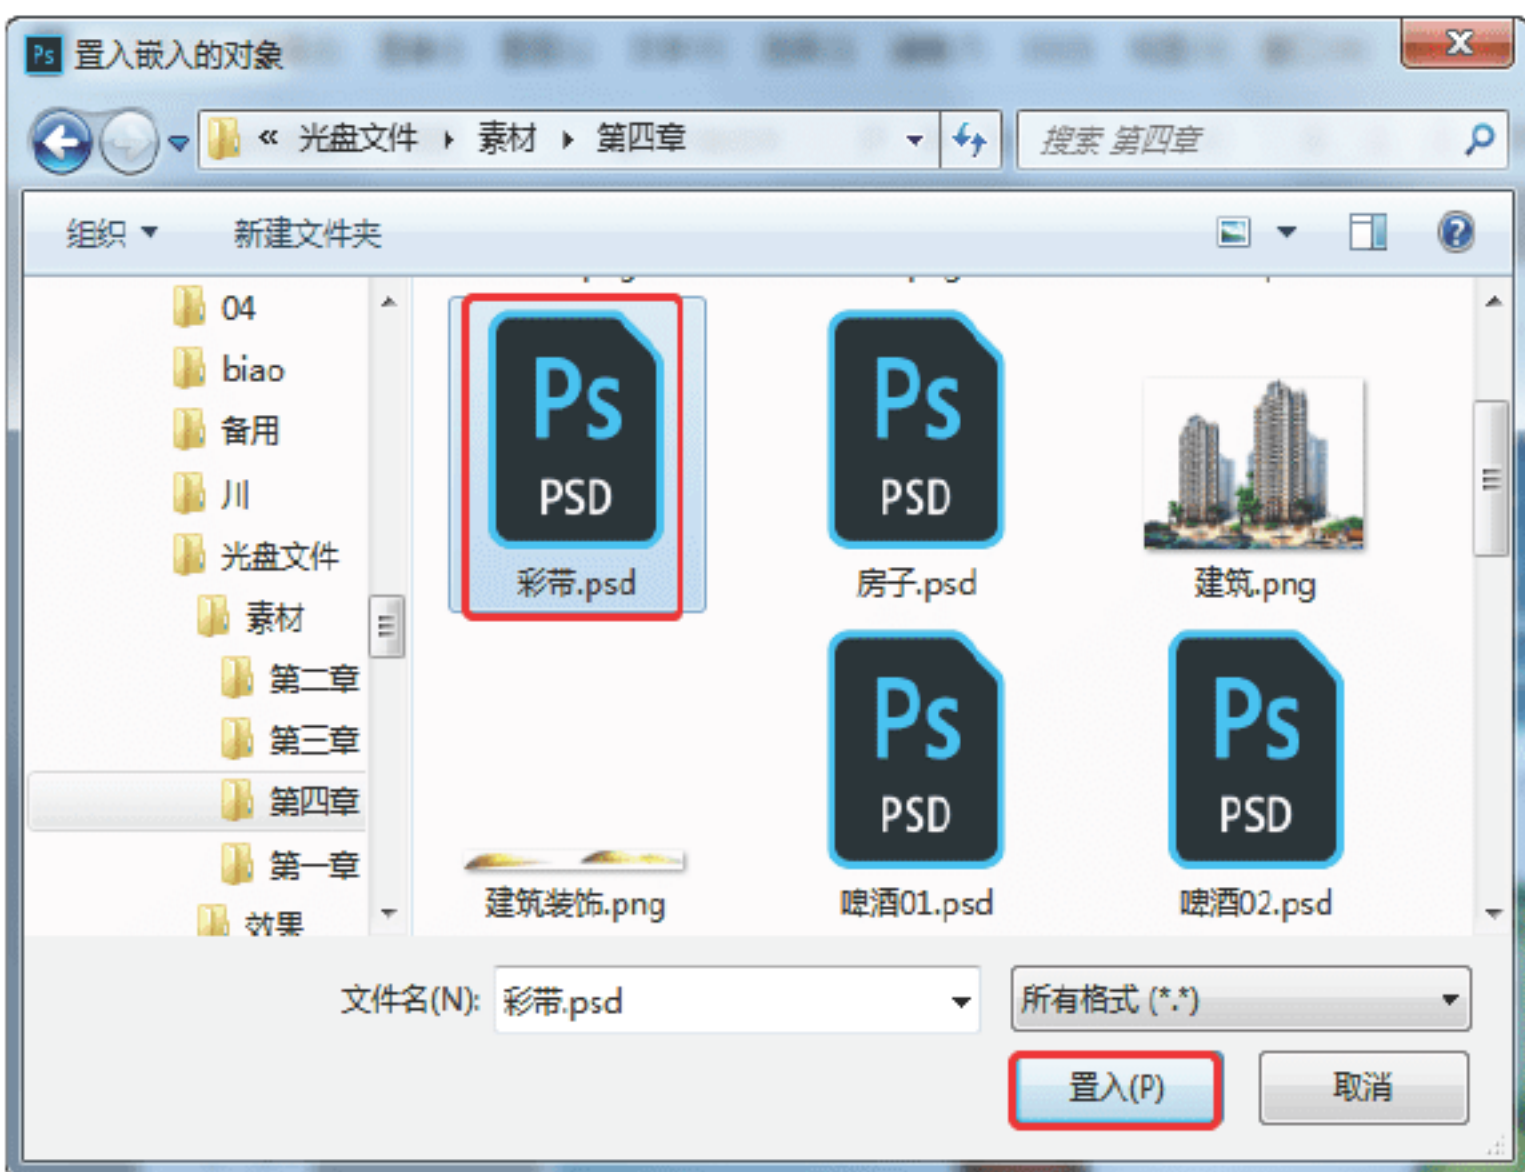 Ps 置入嵌入的对象
« 光盘文件 ▸ 素材 ▸ 第四章
搜索 第四章
组织 ▼ 新建文件夹
04
biao
备用
川
光盘文件
素材
第二章
第三章
第四章
第一章
效果
Ps PSD
彩带.psd
Ps PSD
房子.psd
建筑.png
建筑装饰.png
Ps PSD
啤酒01.psd
Ps PSD
啤酒02.psd
文件名(N): 彩带.psd
所有格式 (*.*)
置入(P)
取消